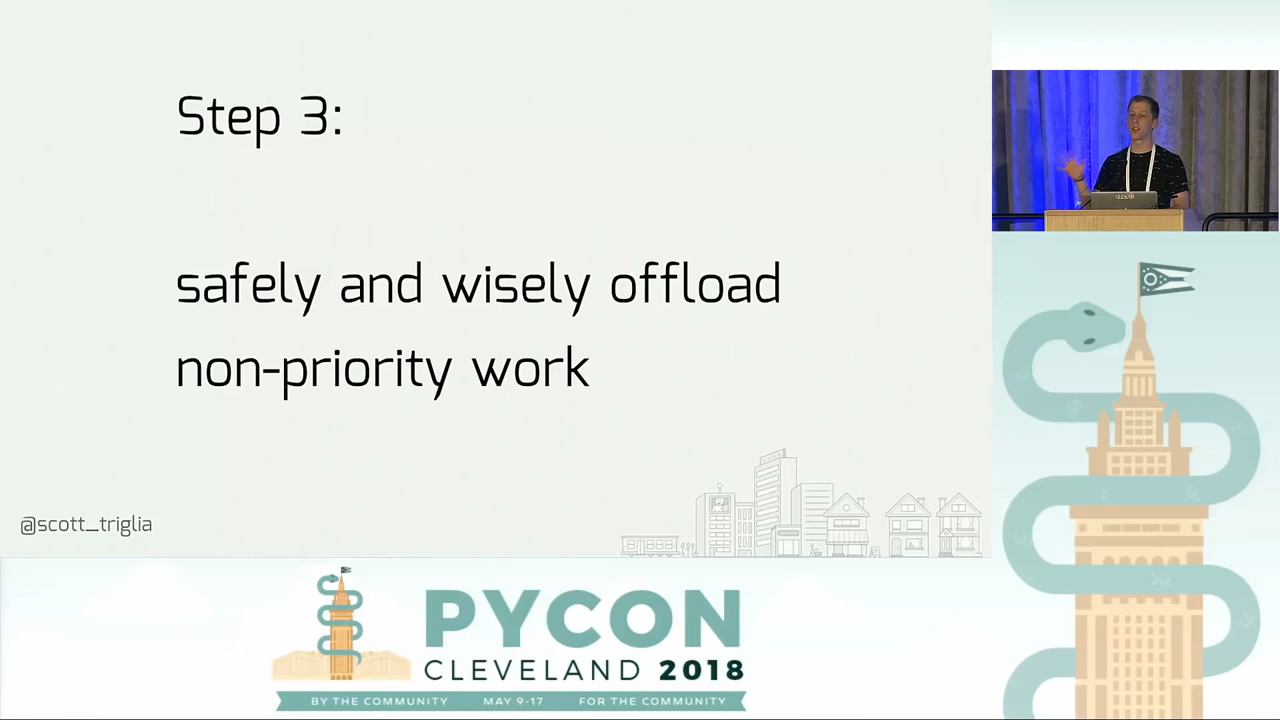 Step 3:
safely and wisely offload
non-priority work
@scott_triglia
PYCON
CLEVELAND 2018
BY THE COMMUNITY MAY 9-17 FOR THE COMMUNITY